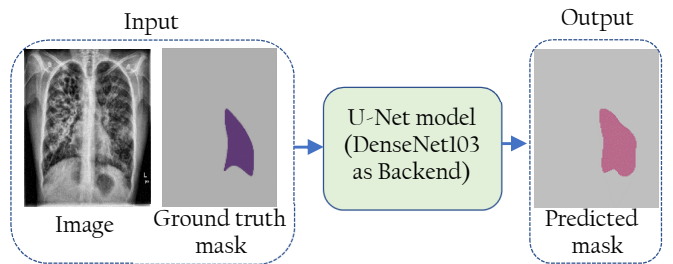 Input
Output
L
Image
Ground truth
mask
U-Net model
(DenseNet103
as Backend)
Predicted
mask